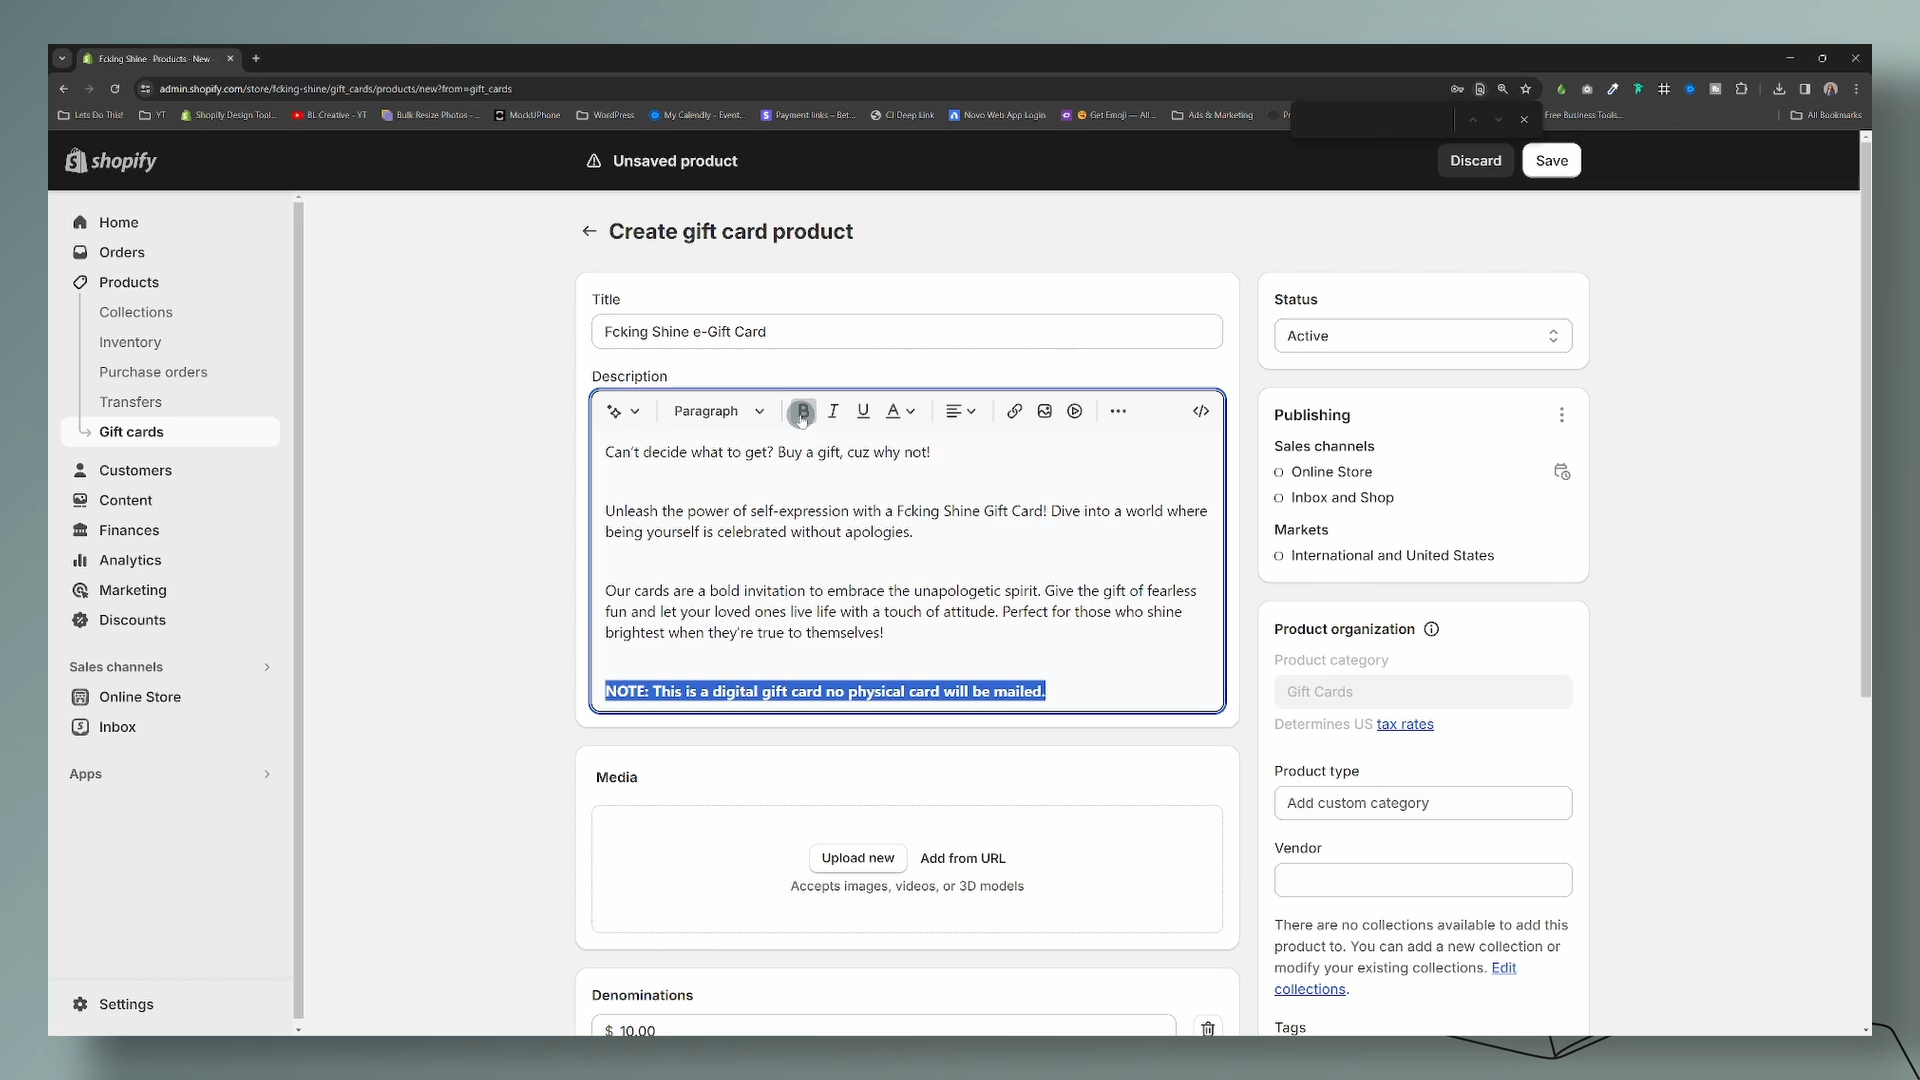 Fcking Shine · Products · New
admin.shopify.com/store/fcking-shine/gift_cards/products/new?from=gift_cards
Lets Do This!
YT
Shopify Design Tool...
BL Creative - YT
Bulk Resize Photos -...
MockUPhone
WordPress
My Calendly - Event...
Payment links – Bet...
CJ Deep Link
Novo Web App Login
Get Emoji — All...
Ads & Marketing
Free Business Tools...
All Bookmarks
shopify
Unsaved product
Discard
Save
Home
Orders
Products
Collections
Inventory
Purchase orders
Transfers
Gift cards
Customers
Content
Finances
Analytics
Marketing
Discounts
Sales channels
Online Store
Inbox
Apps
Settings
Create gift card product
Title
Fcking Shine e-Gift Card
Description
Paragraph
B I U A
</>
Can't decide what to get? Buy a gift, cuz why not!
Unleash the power of self-expression with a Fcking Shine Gift Card! Dive into a world where
being yourself is celebrated without apologies.
Our cards are a bold invitation to embrace the unapologetic spirit. Give the gift of fearless
fun and let your loved ones live life with a touch of attitude. Perfect for those who shine
brightest when they're true to themselves!
NOTE: This is a digital gift card no physical card will be mailed.
Media
Upload new
Add from URL
Accepts images, videos, or 3D models
Denominations
$ 10.00
Status
Active
Publishing
Sales channels
Online Store
Inbox and Shop
Markets
International and United States
Product organization
Product category
Gift Cards
Determines US tax rates
Product type
Add custom category
Vendor
There are no collections available to add this
product to. You can add a new collection or
modify your existing collections. Edit
collections.
Tags